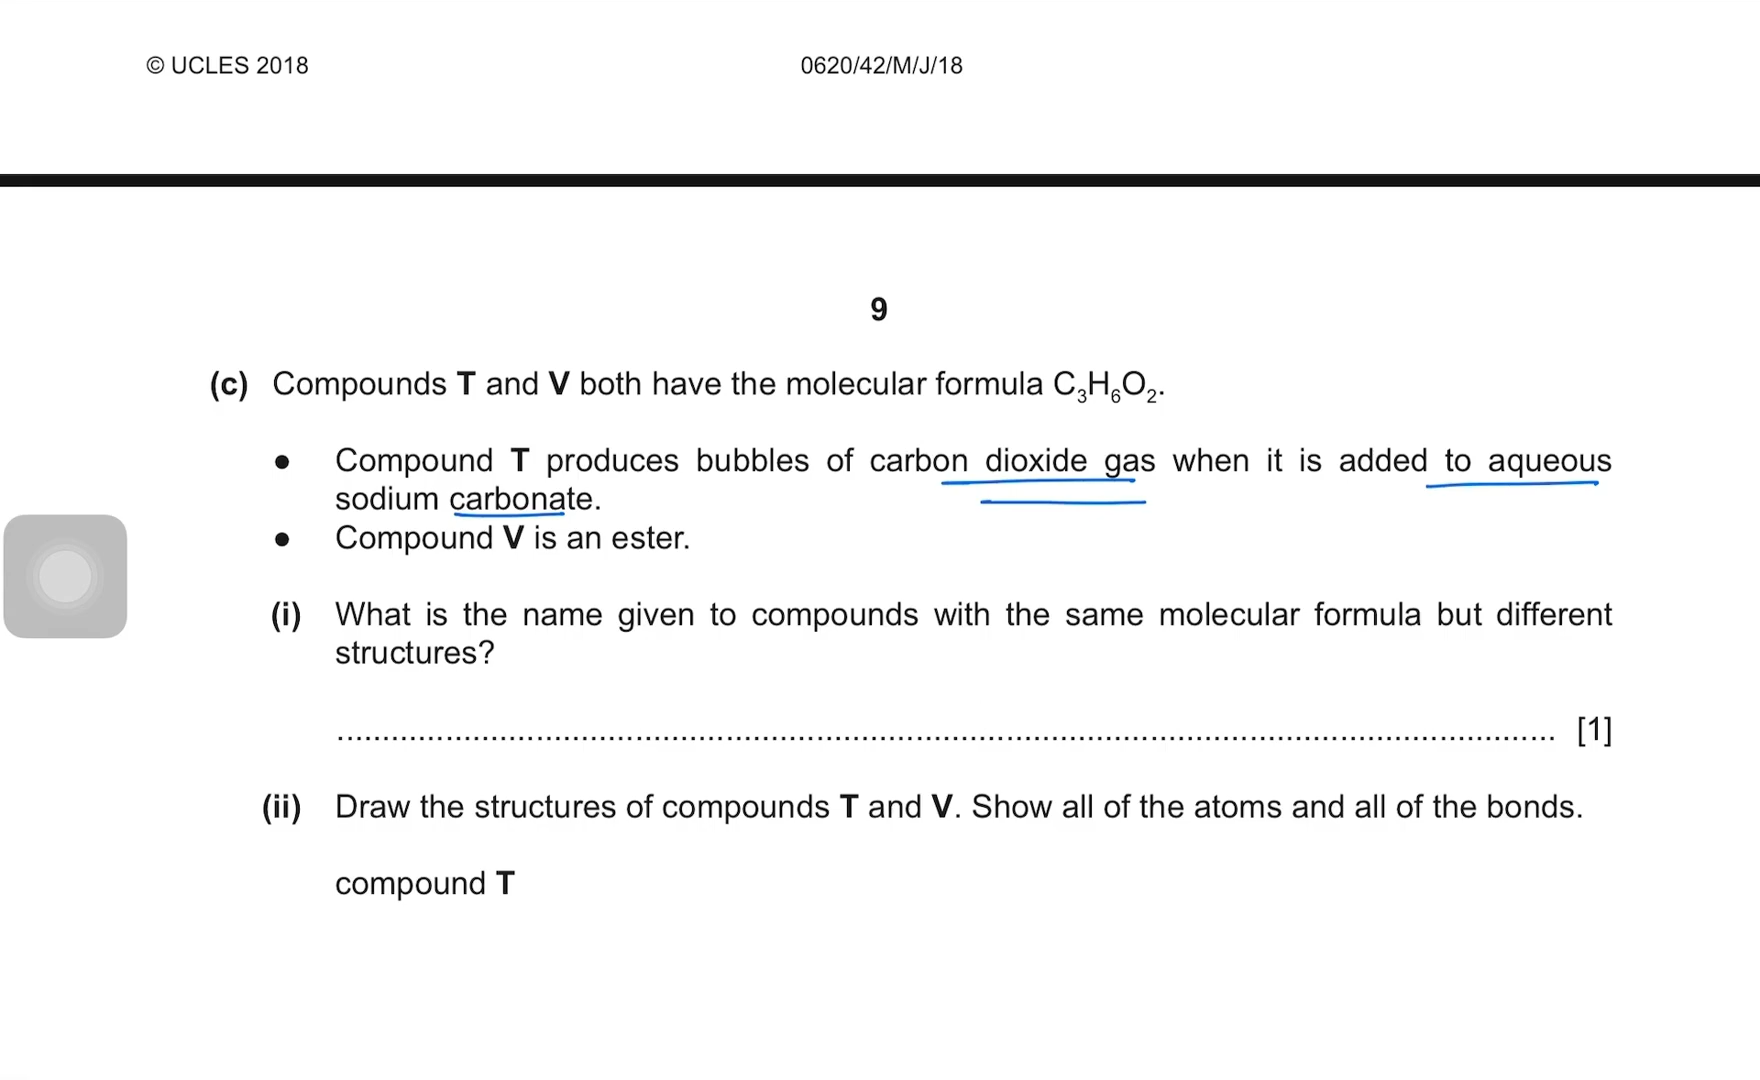 © UCLES 2018 0620/42/M/J/18
9
(c) Compounds T and V both have the molecular formula C₃H₆O₂.
● Compound T produces bubbles of carbon dioxide gas when it is added to aqueous
sodium carbonate.
● Compound V is an ester.
(i) What is the name given to compounds with the same molecular formula but different
structures?
.......................................................................................................................................... [1]
(ii) Draw the structures of compounds T and V. Show all of the atoms and all of the bonds.
compound T